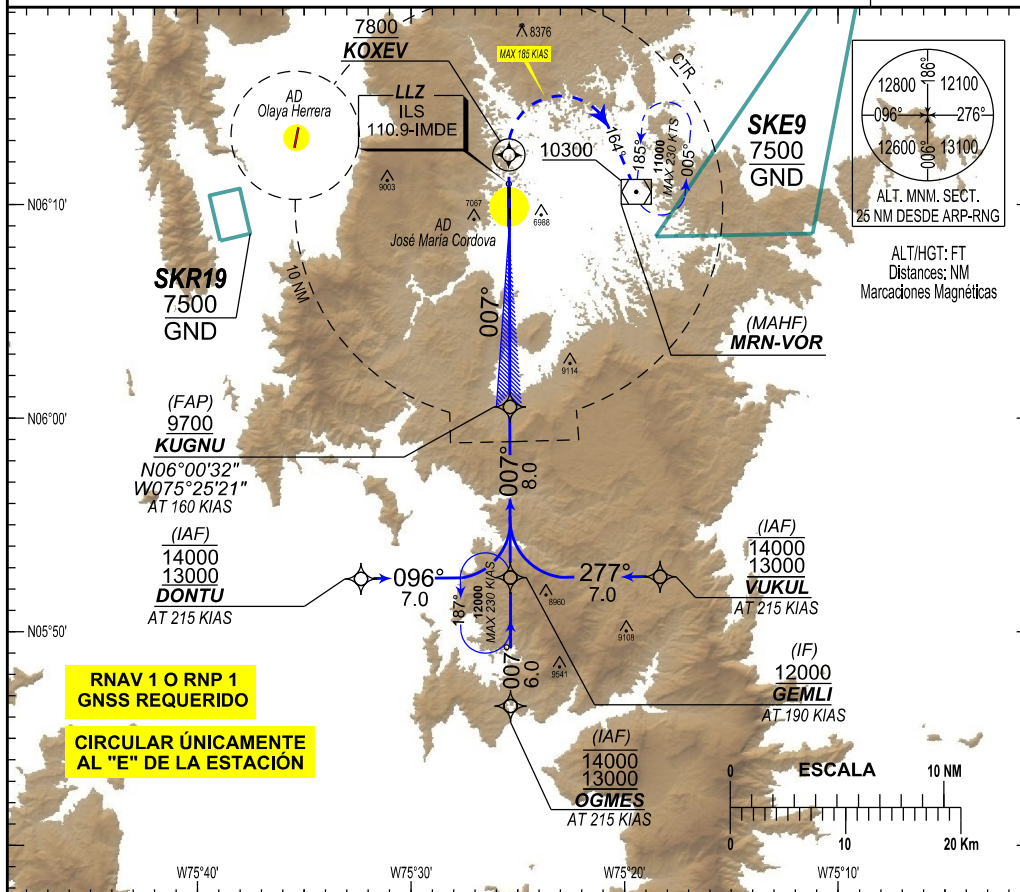 7800
KOXEV
8376
MAX 185 KIAS
CTR
AD
Olaya Herrera
LLZ
ILS
110.9-IMDE
10300
164°
185°
11000
MAX 230 KTS
005°
SKE9
7500
GND
186°
12800
12100
096°
276°
12600
13100
006°
ALT. MNM. SECT.
25 NM DESDE ARP-RNG
ALT/HGT: FT
Distances: NM
Marcaciones Magnéticas
9003
7067
6988
AD
José María Cordova
N06°10'
SKR19
7500
GND
10 NM
007°
(MAHF)
MRN-VOR
9114
N06°00'
(FAP)
9700
KUGNU
N06°00'32"
W075°25'21"
AT 160 KIAS
007°
8.0
(IAF)
14000
13000
DONTU
AT 215 KIAS
096°
7.0
187°
12000
MAX 230 KIAS
277°
7.0
(IAF)
14000
13000
VUKUL
AT 215 KIAS
8960
9108
9541
N05°50'
007°
6.0
(IF)
12000
GEMLI
AT 190 KIAS
RNAV 1 O RNP 1
GNSS REQUERIDO
CIRCULAR ÚNICAMENTE
AL "E" DE LA ESTACIÓN
(IAF)
14000
13000
OGMES
AT 215 KIAS
0
ESCALA
10 NM
0
10
20 Km
W75°40'
W75°30'
W75°20'
W75°10'